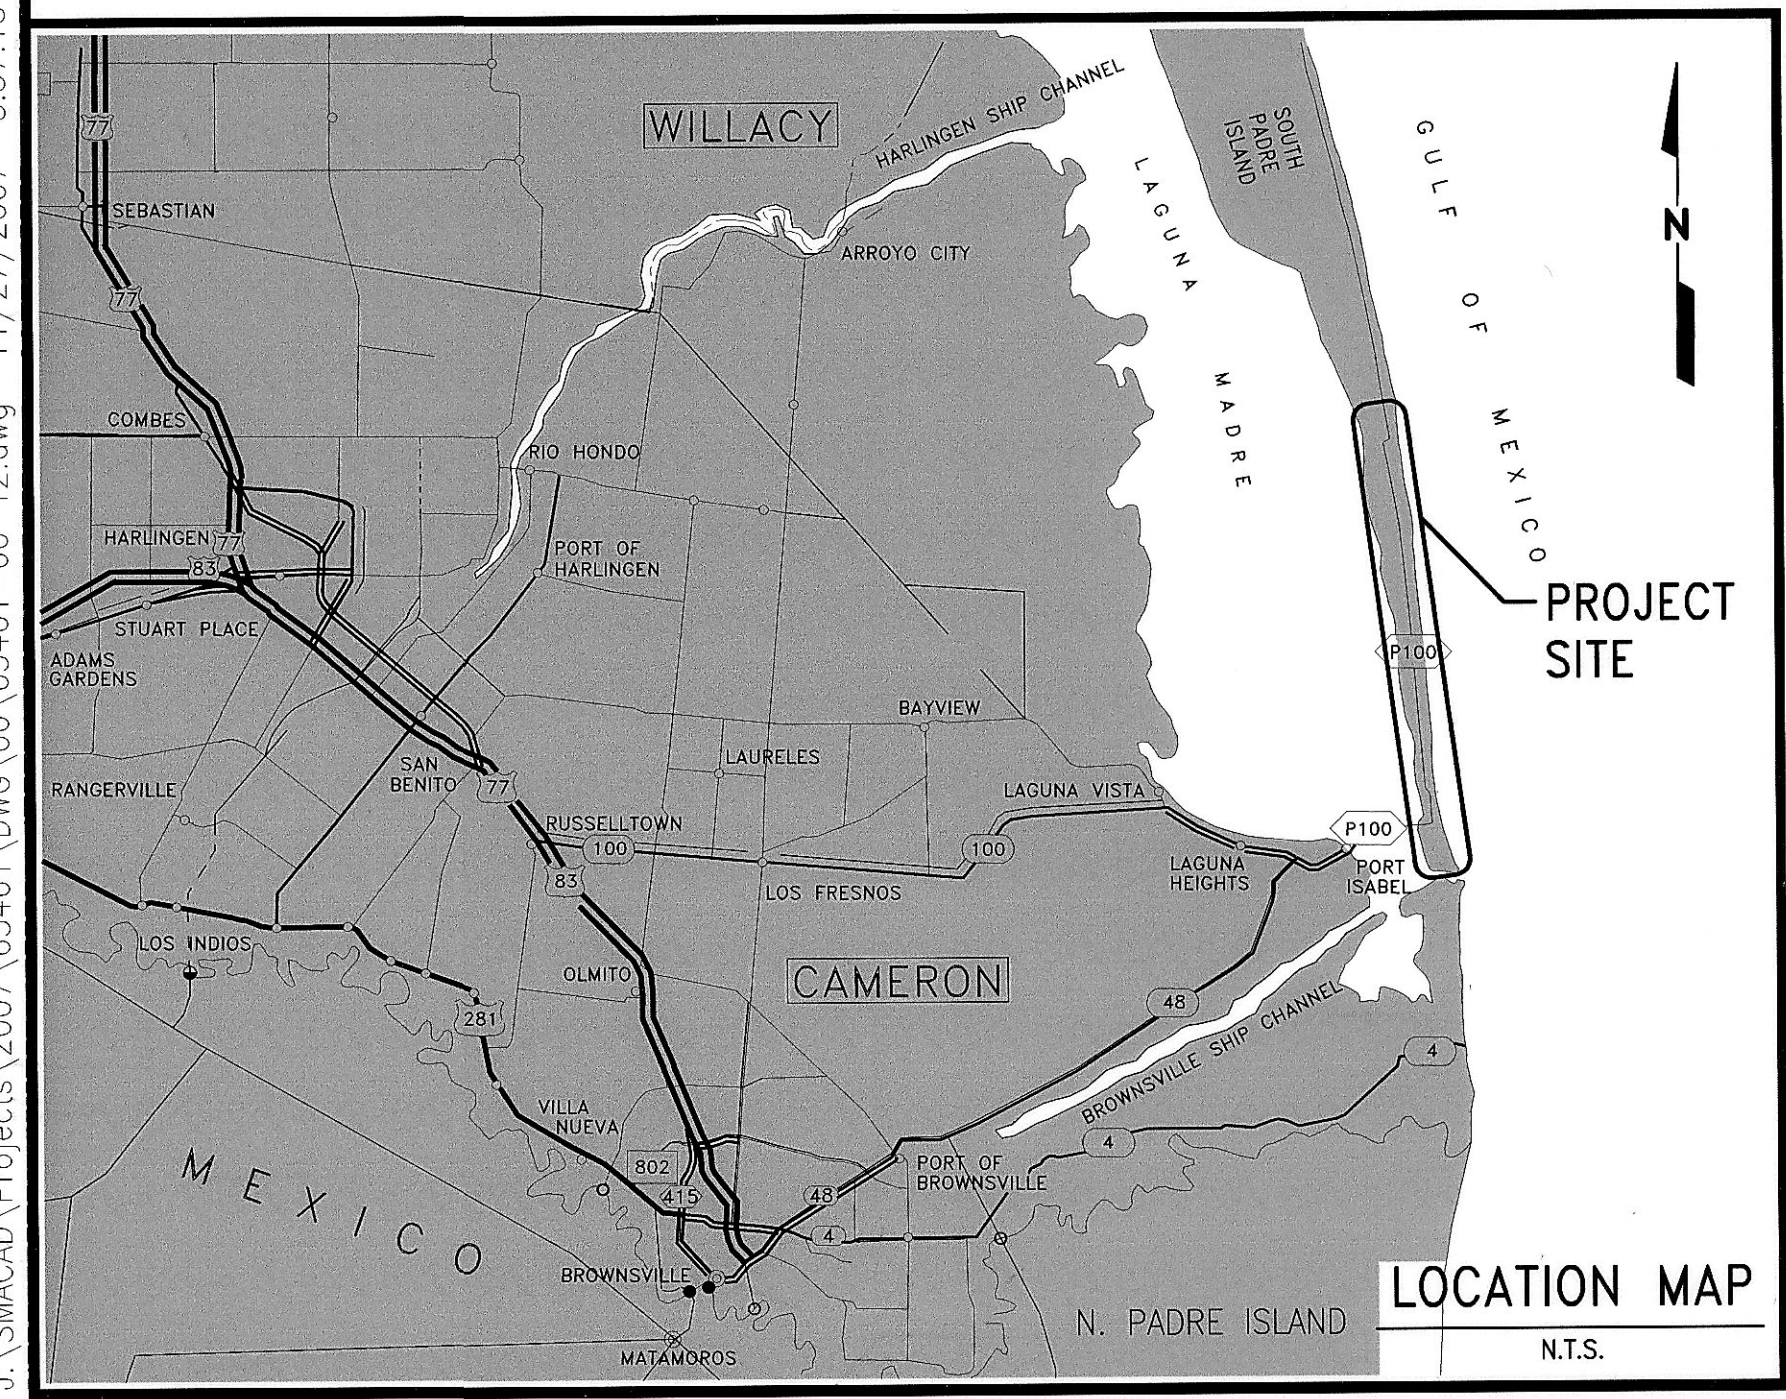 WILLACY
HARLINGEN SHIP CHANNEL
SOUTH
PADRE
ISLAND
GULF OF MEXICO
N
77
SEBASTIAN
ARROYO CITY
LAGUNA MADRE
77
COMBES
RIO HONDO
HARLINGEN
77
83
PORT OF
HARLINGEN
PROJECT
SITE
STUART PLACE
P100
ADAMS
GARDENS
BAYVIEW
LAURELES
SAN
BENITO
77
RANGERVILLE
LAGUNA VISTA
RUSSELLTOWN
100
100
P100
LAGUNA
HEIGHTS
PORT
ISABEL
83
LOS FRESNOS
LOS INDIOS
OLMITO
CAMERON
281
48
BROWNSVILLE SHIP CHANNEL
4
VILLA
NUEVA
4
802
415
48
PORT OF
BROWNSVILLE
MEXICO
4
BROWNSVILLE
N. PADRE ISLAND
MATAMOROS
LOCATION MAP
N.T.S.